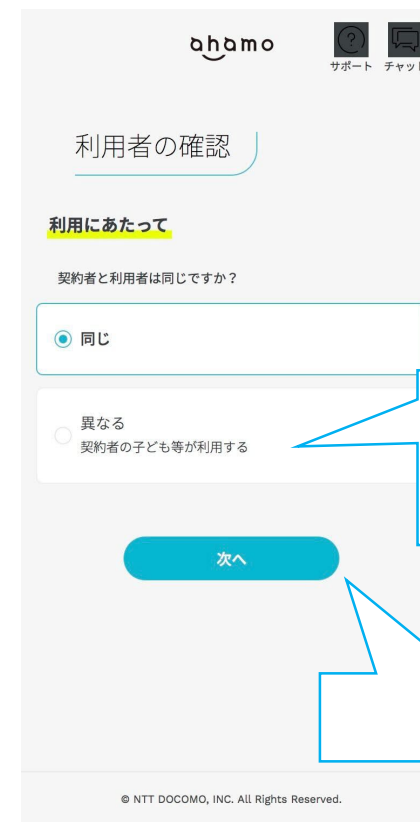 ahamo
サポート チャット
利用者の確認
利用にあたって
契約者と利用者は同じですか？
同じ
異なる
契約者の子ども等が利用する
次へ
© NTT DOCOMO, INC. All Rights Reserved.